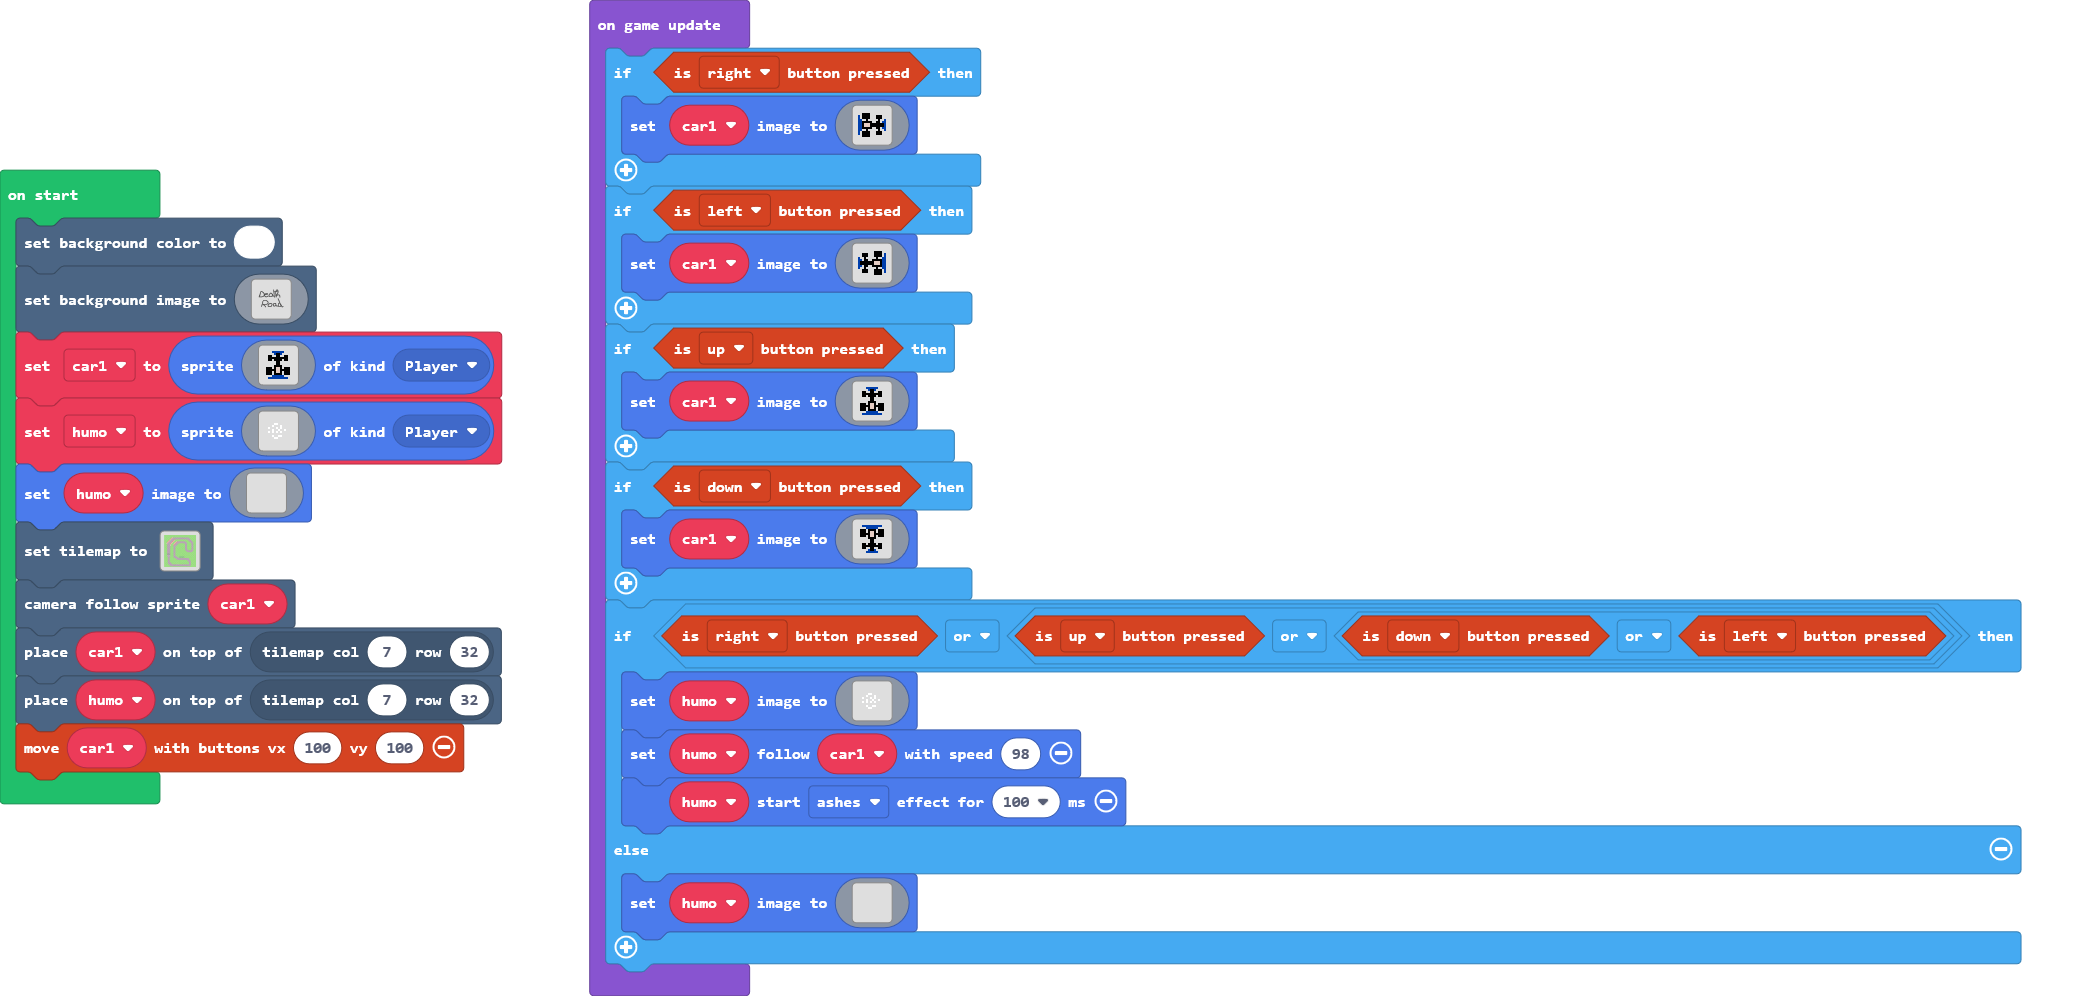 on start
set background color to
set background image to Death Road
set car1 to sprite of kind Player
set humo to sprite of kind Player
set humo image to
set tilemap to
camera follow sprite car1
place car1 on top of tilemap col 7 row 32
place humo on top of tilemap col 7 row 32
move car1 with buttons vx 100 vy 100
on game update
if is right button pressed then
set car1 image to
if is left button pressed then
set car1 image to
if is up button pressed then
set car1 image to
if is down button pressed then
set car1 image to
if is right button pressed or is up button pressed or is down button pressed or is left button pressed then
set humo image to
set humo follow car1 with speed 98
humo start ashes effect for 100 ms
else
set humo image to